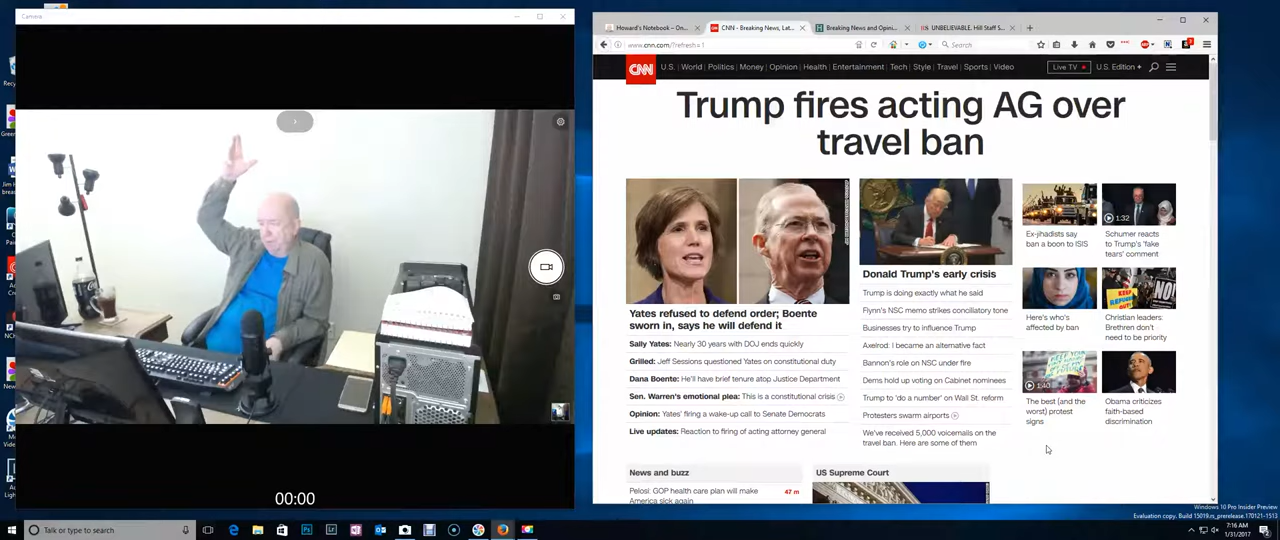 Camera
00:00
Howard's Notebook – On...
CNN - Breaking News, Lat...
Breaking News and Opini...
UNBELIEVABLE. Hill Staff S...
www.cnn.com/?refresh=1
Search
CNN
U.S. World Politics Money Opinion Health Entertainment Tech Style Travel Sports Video
Live TV
U.S. Edition +
Trump fires acting AG over
travel ban
Yates refused to defend order; Boente
sworn in, says he will defend it
Sally Yates: Nearly 30 years with DOJ ends quickly
Grilled: Jeff Sessions questioned Yates on constitutional duty
Dana Boente: He'll have brief tenure atop Justice Department
Sen. Warren's emotional plea: This is a constitutional crisis
Opinion: Yates' firing a wake-up call to Senate Democrats
Live updates: Reaction to firing of acting attorney general
Donald Trump's early crisis
Trump is doing exactly what he said
Flynn's NSC memo strikes conciliatory tone
Businesses try to influence Trump
Axelrod: I became an alternative fact
Bannon's role on NSC under fire
Dems hold up voting on Cabinet nominees
Trump to 'do a number' on Wall St. reform
Protesters swarm airports
We've received 5,000 voicemails on the
travel ban. Here are some of them
Ex-jihadists say
ban a boon to ISIS
1:32
Schumer reacts
to Trump's 'fake
tears' comment
Here's who's
affected by ban
Christian leaders:
Brethren don't
need to be priority
1:40
The best (and the
worst) protest
signs
Obama criticizes
faith-based
discrimination
News and buzz
Pelosi: GOP health care plan will make
America sick again
47 m
US Supreme Court
Windows 10 Pro Insider Preview
Evaluation copy. Build 15019.rs_prerelease.170121-1513
Talk or type to search
7:16 AM
1/31/2017